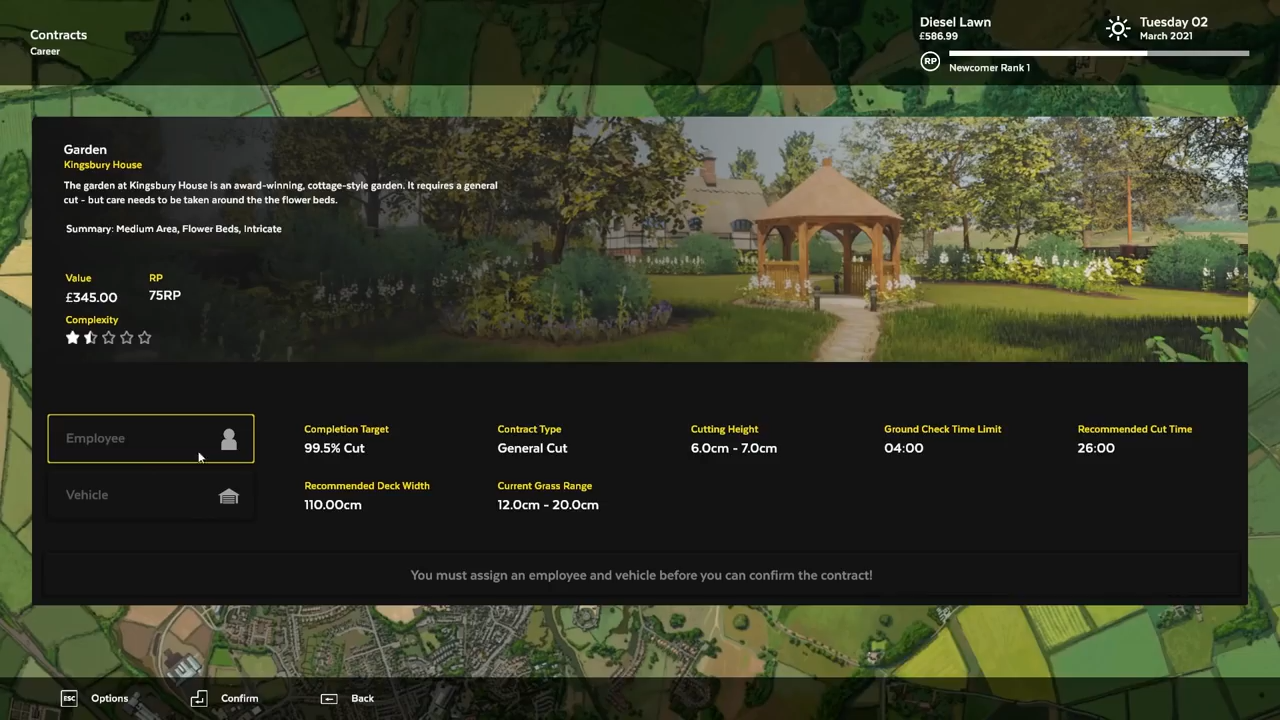 Contracts
Career
Diesel Lawn
£586.99
Tuesday 02
March 2021
RP
Newcomer Rank 1
Garden
Kingsbury House
The garden at Kingsbury House is an award-winning, cottage-style garden. It requires a general
cut - but care needs to be taken around the the flower beds.
Summary: Medium Area, Flower Beds, Intricate
Value
RP
£345.00
75RP
Complexity
Employee
Vehicle
Completion Target
99.5% Cut
Contract Type
General Cut
Cutting Height
6.0cm - 7.0cm
Ground Check Time Limit
04:00
Recommended Cut Time
26:00
Recommended Deck Width
110.00cm
Current Grass Range
12.0cm - 20.0cm
You must assign an employee and vehicle before you can confirm the contract!
ESC Options
Confirm
Back